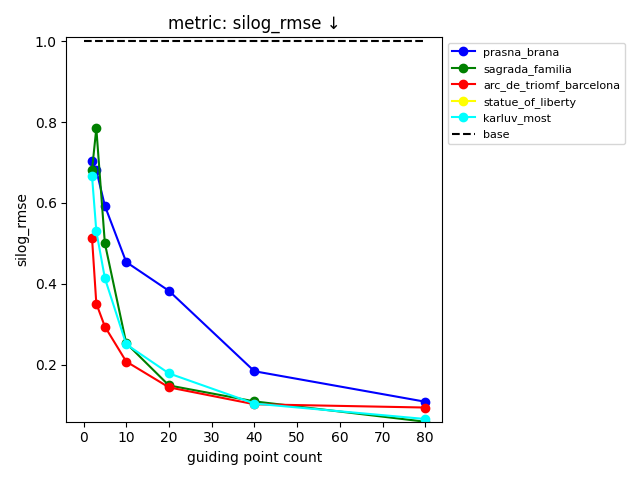 metric: silog_rmse ↓
1.0
0.8
0.6
0.4
0.2
silog_rmse
0 10 20 30 40 50 60 70 80
guiding point count
prasna_brana
sagrada_familia
arc_de_triomf_barcelona
statue_of_liberty
karluv_most
base